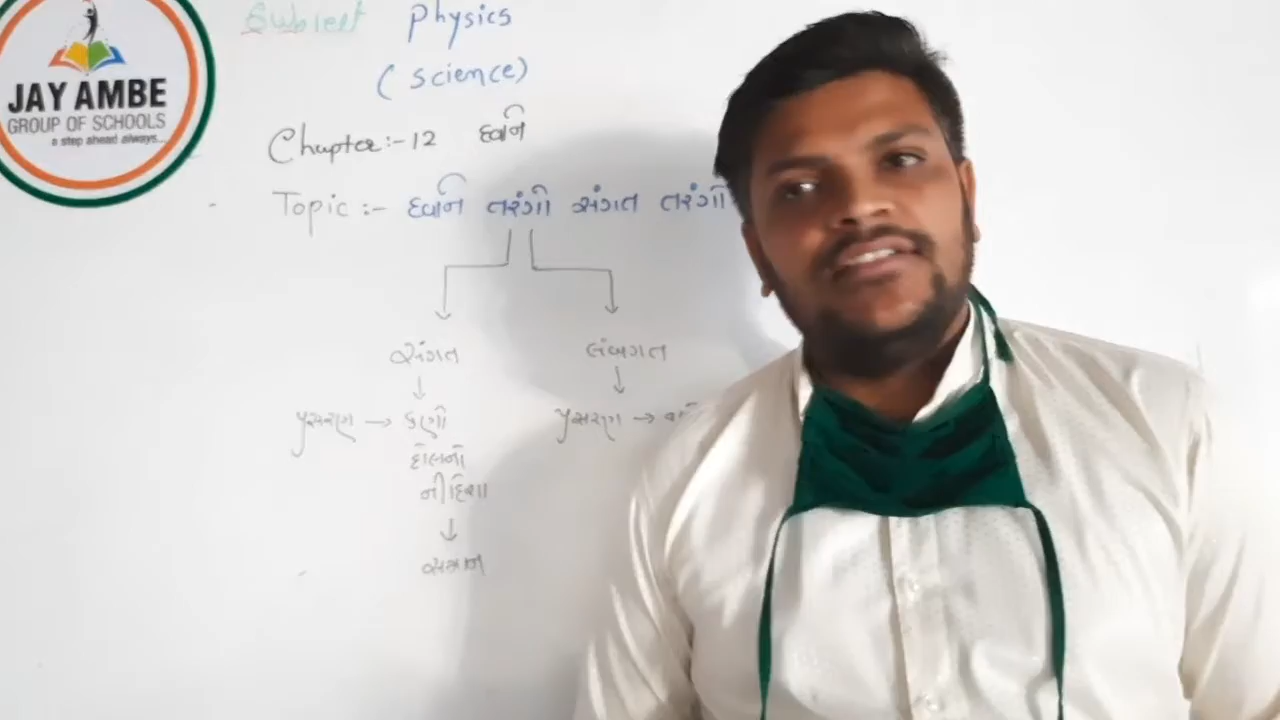 JAY AMBE
GROUP OF SCHOOLS
a step ahead always...
Subject Physics
(Science)
Chapter :- 12 ધ્વનિ
Topic :- ધ્વનિ તરંગો સંગત તરંગો
સંગત લંબગત
પ્રસરણ → કણો પ્રસરણ →
દોલનો
ની દિશા
સમાન